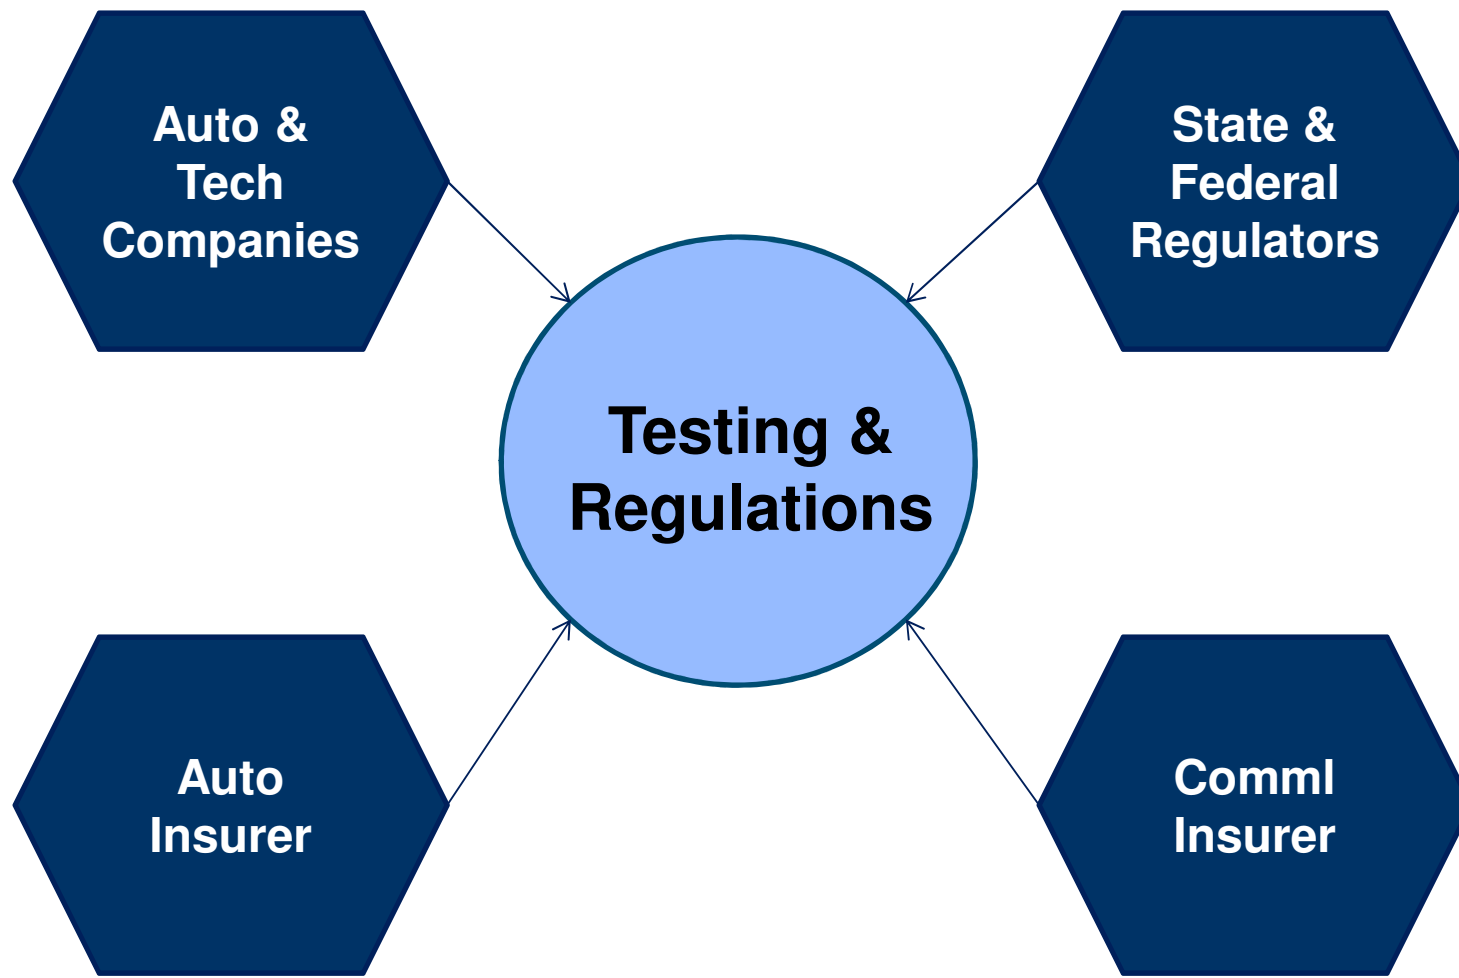 Auto &
Tech
Companies
State &
Federal
Regulators
Testing &
Regulations
Auto
Insurer
Comml
Insurer